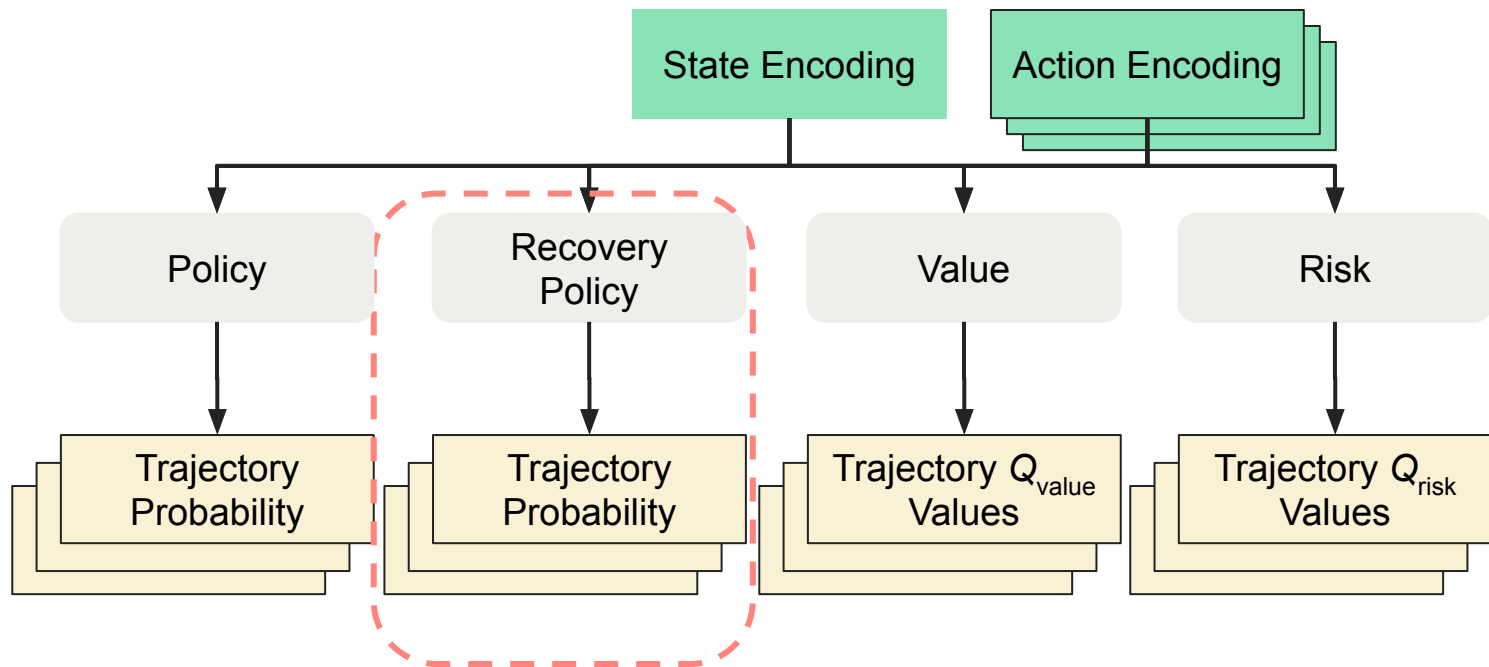 State Encoding
Action Encoding
Policy
Recovery
Policy
Value
Risk
Trajectory
Probability
Trajectory
Probability
Trajectory Qvalue
Values
Trajectory Qrisk
Values